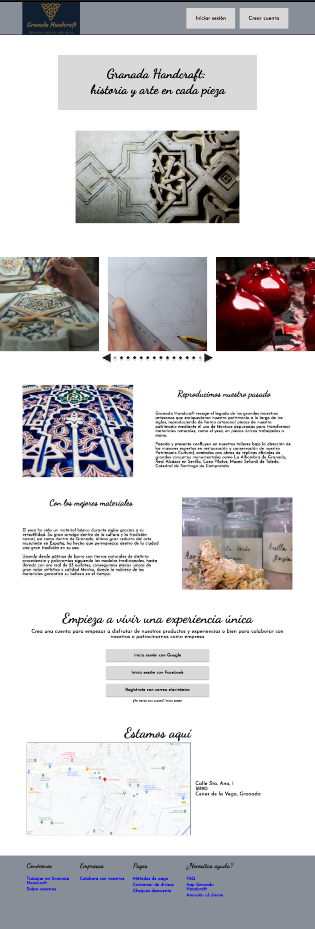 Granada Handcraft
Iniciar sesión
Crear cuenta
Granada Handcraft:
historia y arte en cada pieza
Reproducimos nuestro pasado
Granada Handcraft recoge el legado de los grandes maestros
artesanos que enriquecieron nuestro patrimonio a lo largo de los
siglos, reproduciendo de forma artesanal piezas de nuestro
patrimonio mediante el uso de técnicas depuradas para transformar
materiales naturales, como el yeso, en piezas únicas trabajadas a
mano.
Pasado y presente confluyen en nuestros talleres bajo la dirección de
los mayores expertos en restauración y conservación de nuestro
Patrimonio Cultural, avalados con obras de réplicas oficiales de
grandes conjuntos monumentales como La Alhambra de Granada,
Real Alcázar en Sevilla, Casa Pilatos, Museo Sefardí de Toledo,
Catedral de Santiago de Compostela
Con los mejores materiales
El yeso ha sido un material básico durante siglos gracias a su
versatilidad. Su gran arraigo dentro de la cultura y la tradición
nazarí, así como dentro de Granada, último gran reducto del arte
musulmán en España, ha hecho que permanezca dentro de la ciudad
una gran tradición en su uso.
Usando desde pátinas de barro con tierras naturales de distinta
procedencia y policromías siguiendo los modelos tradicionales, hasta
dorado con oro real de 23 quilates, conseguimos piezas únicas de
gran valor artístico y calidad técnica, donde la nobleza de los
materiales garantiza su belleza en el tiempo.
Empieza a vivir una experiencia única
Crea una cuenta para empezar a disfrutar de nuestros productos y experiencias o bien para colaborar con
nosotros o patrocinarnos como empresa
Inicia sesión con Google
Inicia sesión con Facebook
Regístrate con correo electrónico
¿Ya tienes una cuenta? Inicia sesión
Estamos aquí
Calle Sta. Ana, 1
18190
Cenes de la Vega, Granada
Conócenos
Trabajar en Granada
Handcraft
Sobre nosotros
Empresas
Colabora con nosotros
Pagos
Métodos de pago
Conversor de divisas
Cheques descuento
¿Necesitas ayuda?
FAQ
App Granada
Handcraft
Atención al cliente